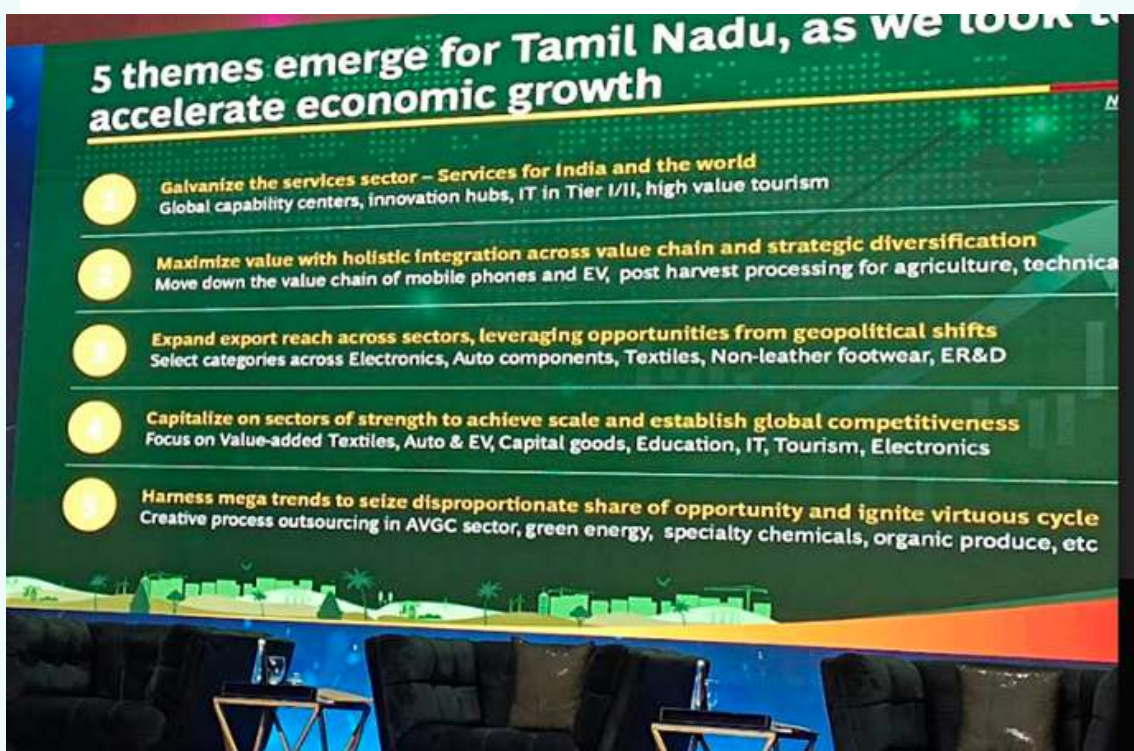 5 themes emerge for Tamil Nadu, as we look
accelerate economic growth
1
Galvanize the services sector – Services for India and the world
Global capability centers, innovation hubs, IT in Tier I/II, high value tourism
2
Maximize value with holistic integration across value chain and strategic diversification
Move down the value chain of mobile phones and EV, post harvest processing for agriculture, technica
3
Expand export reach across sectors, leveraging opportunities from geopolitical shifts
Select categories across Electronics, Auto components, Textiles, Non-leather footwear, ER&D
4
Capitalize on sectors of strength to achieve scale and establish global competitiveness
Focus on Value-added Textiles, Auto & EV, Capital goods, Education, IT, Tourism, Electronics
5
Harness mega trends to seize disproportionate share of opportunity and ignite virtuous cycle
Creative process outsourcing in AVGC sector, green energy, specialty chemicals, organic produce, etc